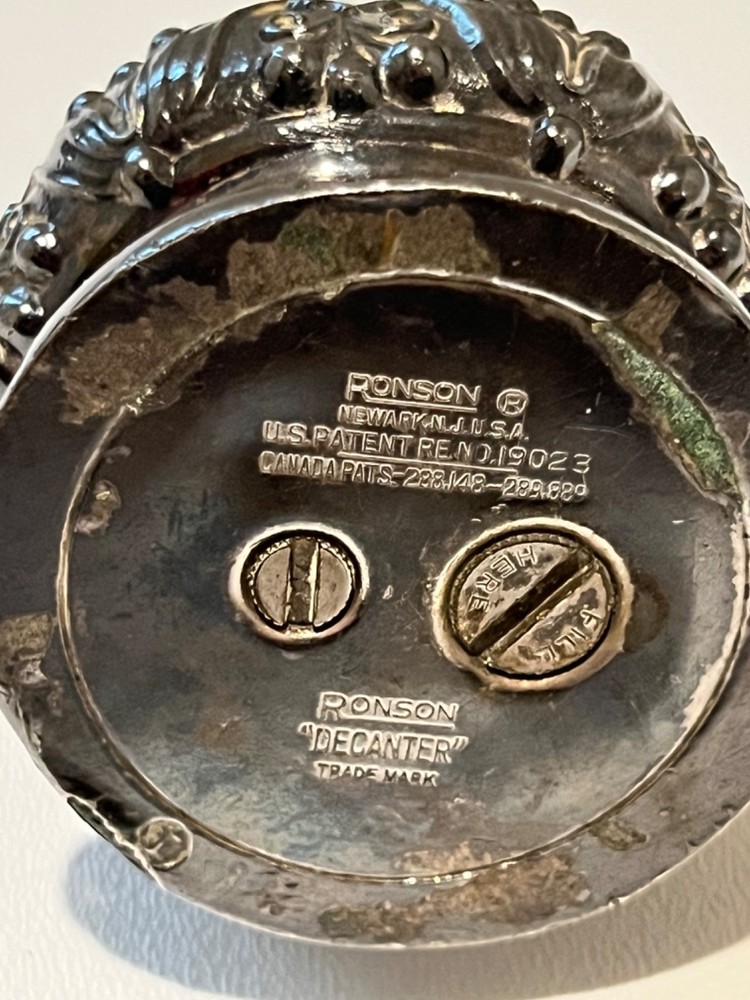 RONSON ®
NEWARK.N.J.U.S.A.
U.S. PATENT RE.NO.19023
CANADA PATS.-288,148-289,889
FILL HERE
RONSON
"DECANTER"
TRADE MARK